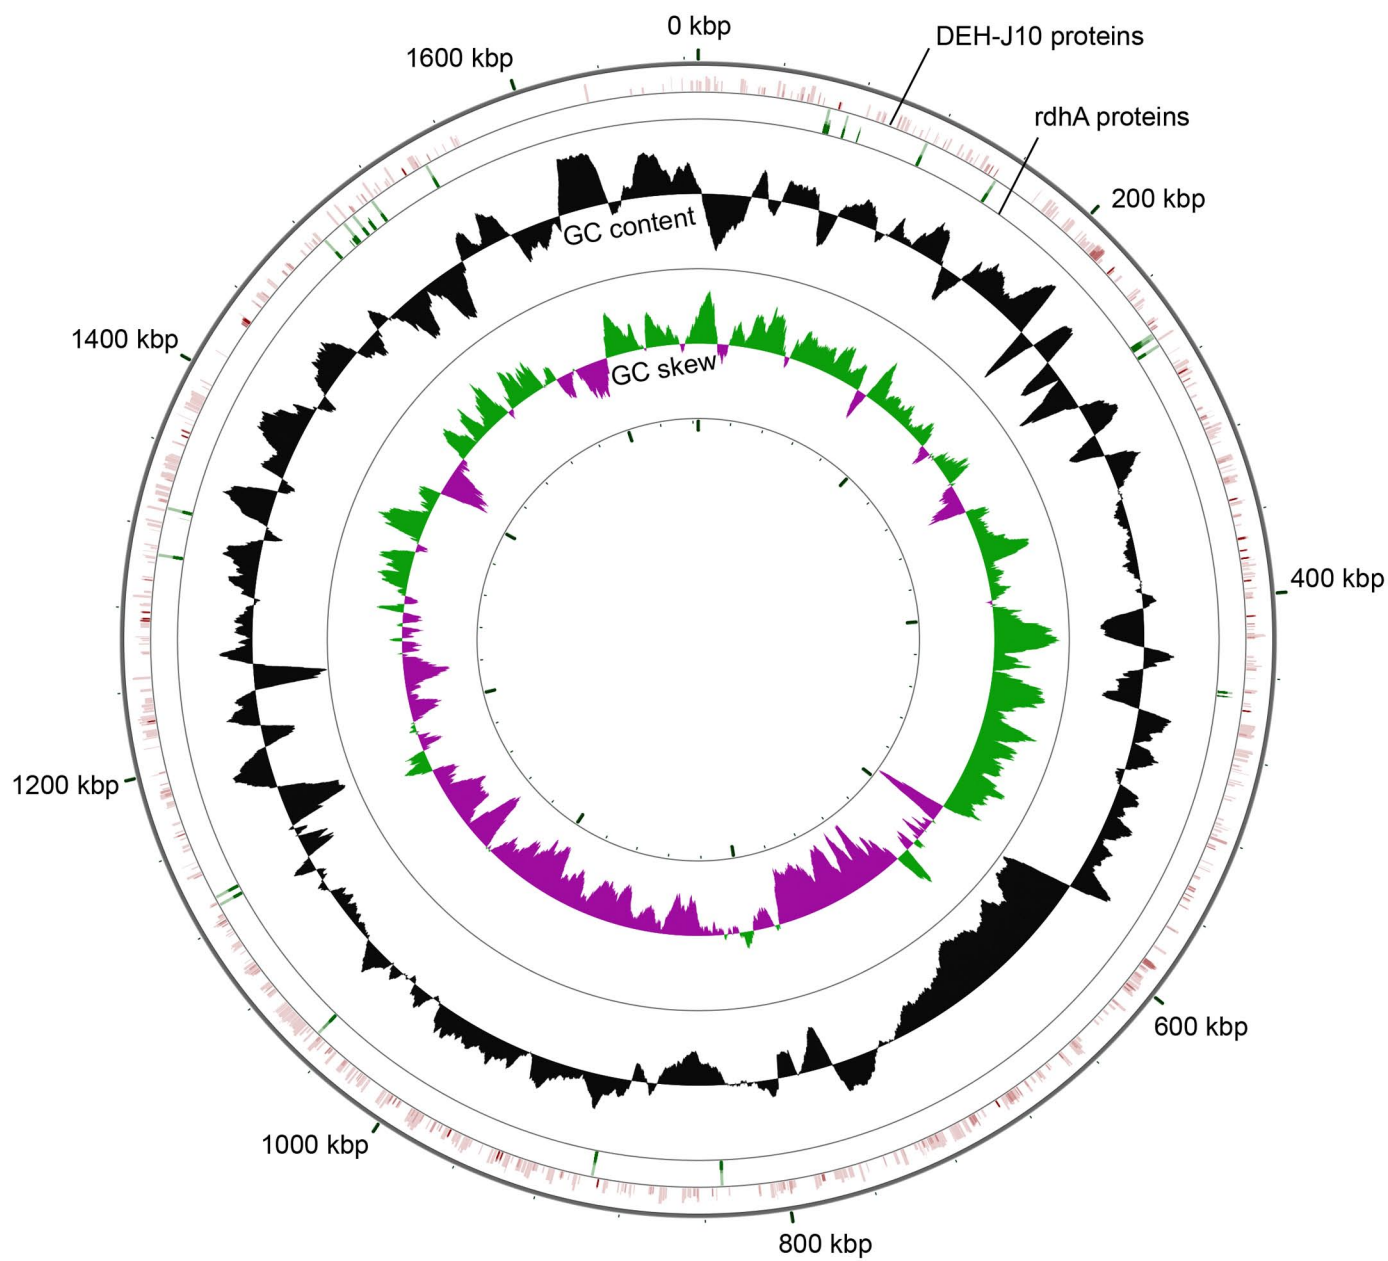 0 kbp
DEH-J10 proteins
1600 kbp
rdhA proteins
200 kbp
GC content
1400 kbp
GC skew
400 kbp
1200 kbp
600 kbp
1000 kbp
800 kbp